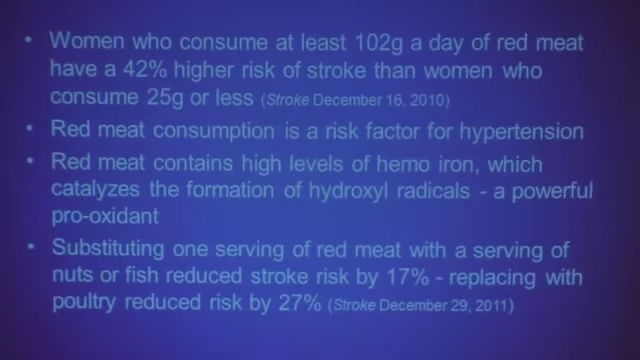 • Women who consume at least 102g a day of red meat
have a 42% higher risk of stroke than women who
consume 25g or less (Stroke December 16, 2010)
• Red meat consumption is a risk factor for hypertension
• Red meat contains high levels of hemo iron, which
catalyzes the formation of hydroxyl radicals - a powerful
pro-oxidant
• Substituting one serving of red meat with a serving of
nuts or fish reduced stroke risk by 17% - replacing with
poultry reduced risk by 27% (Stroke December 29, 2011)